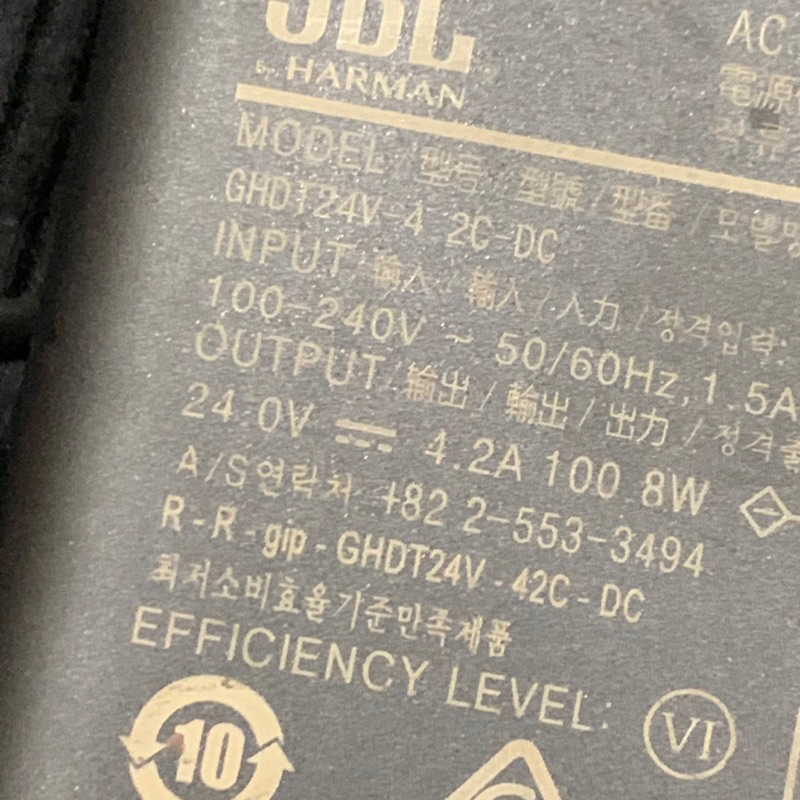 JBL AC
by HARMAN 電源
MODEL / 型号 / 型號 / 型番 / 모델명
GHDT24V-4.2C-DC
INPUT 输入 / 輸入 / 入力 / 정격입력:
100-240V ~ 50/60Hz, 1.5A
OUTPUT / 输出 / 輸出 / 出力 / 정격출
24.0V ⎓ 4.2A 100.8W
A/S연락처 +82 2-553-3494
R-R-gip-GHDT24V-42C-DC
최저소비효율기준만족제품
EFFICIENCY LEVEL: VI
10